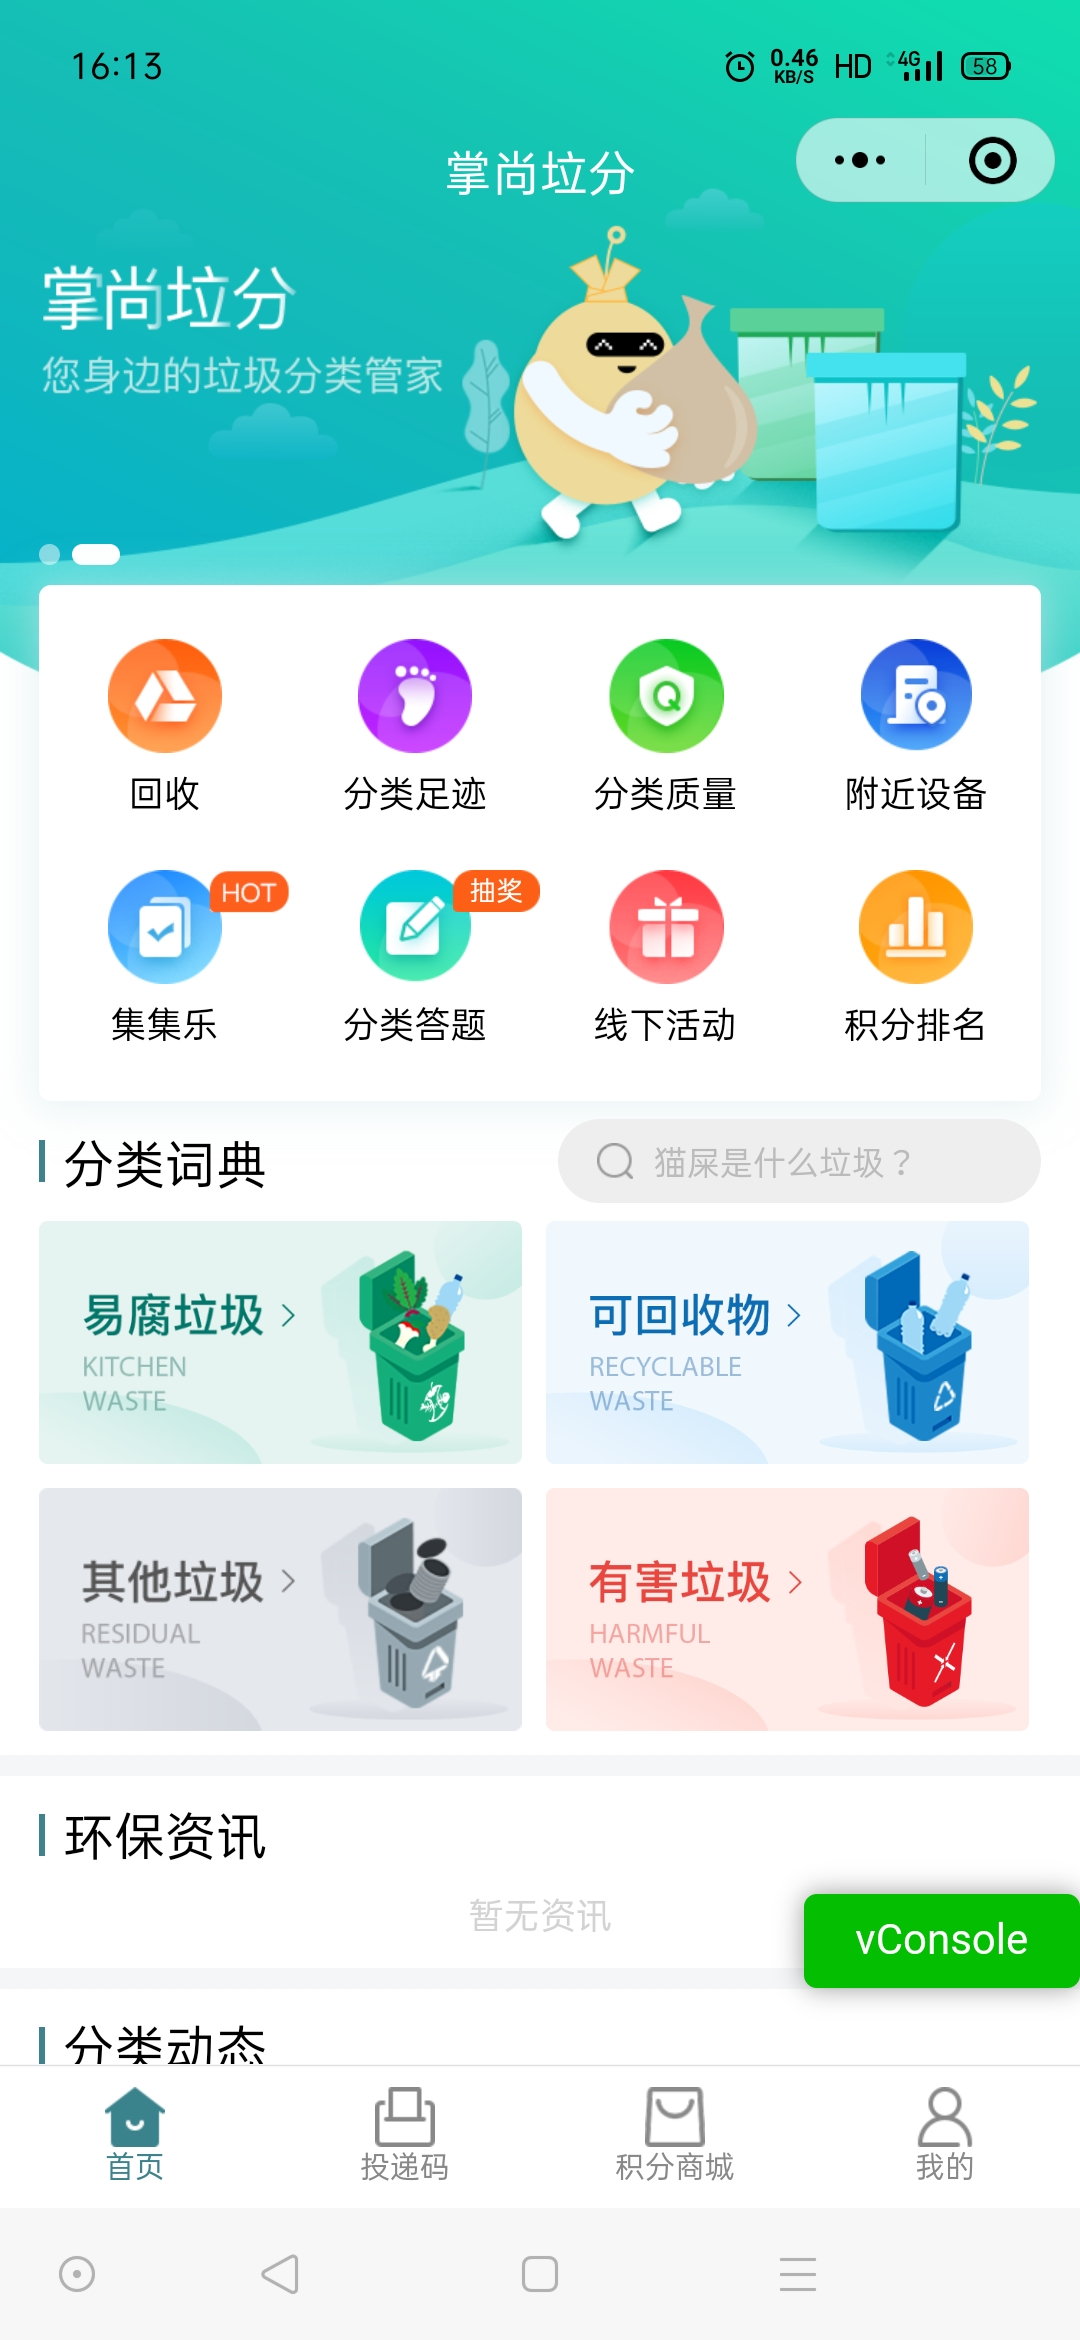 16:13
0.46
KB/S
HD
4G
58
掌尚垃分
掌尚垃分
您身边的垃圾分类管家
回收
分类足迹
分类质量
附近设备
HOT
抽奖
集集乐
分类答题
线下活动
积分排名
分类词典
猫屎是什么垃圾？
易腐垃圾
KITCHEN
WASTE
可回收物
RECYCLABLE
WASTE
其他垃圾
RESIDUAL
WASTE
有害垃圾
HARMFUL
WASTE
环保资讯
暂无资讯
vConsole
分类动态
首页
投递码
积分商城
我的